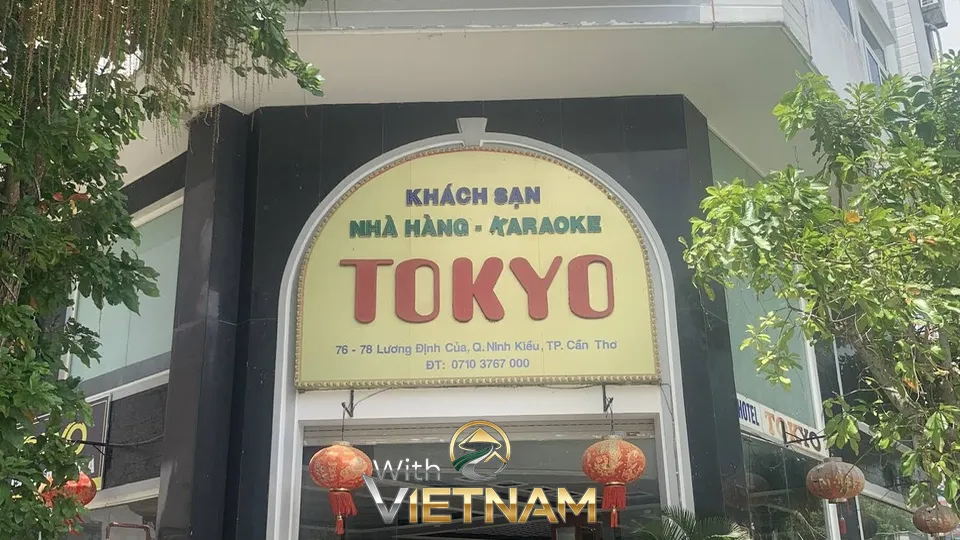 KHÁCH SẠN
NHÀ HÀNG - KARAOKE
TOKYO
76 - 78 Lương Định Của, Q. Ninh Kiều, TP. Cần Thơ
ĐT: 0710 3767 000
HOTEL TOKYO
With
VIETNAM